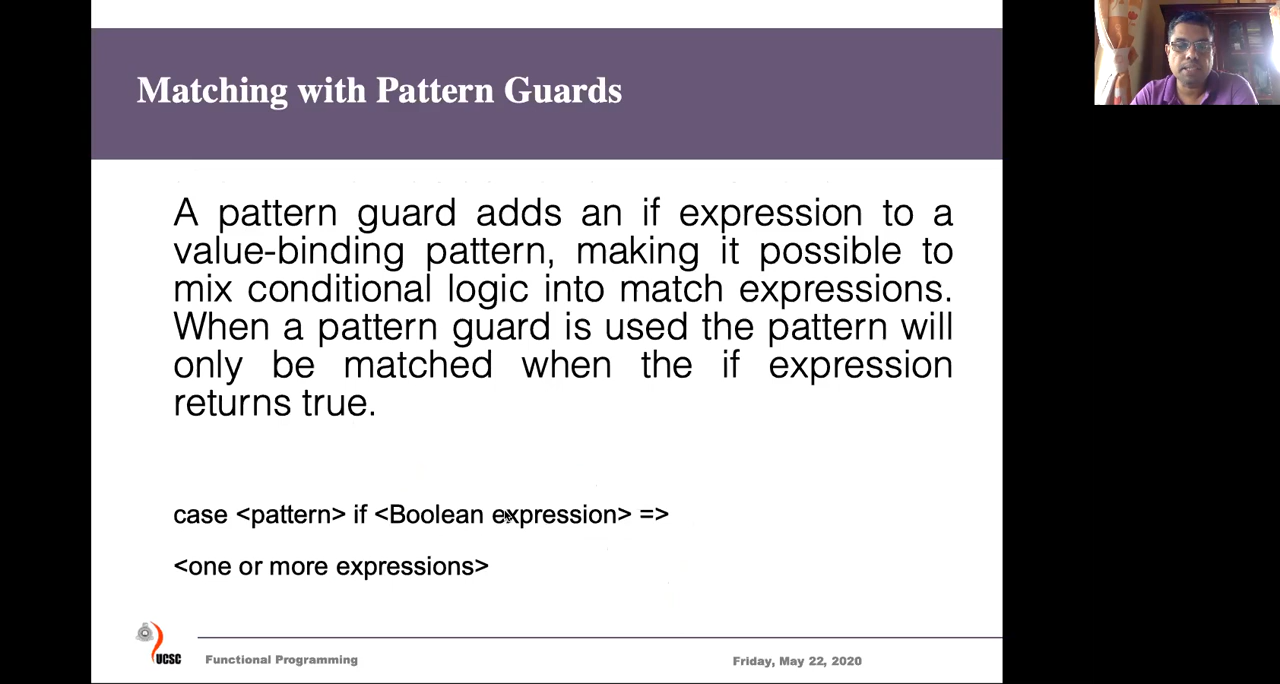 Matching with Pattern Guards
A pattern guard adds an if expression to a
value-binding pattern, making it possible to
mix conditional logic into match expressions.
When a pattern guard is used the pattern will
only be matched when the if expression
returns true.
case <pattern> if <Boolean expression> =>
<one or more expressions>
UCSC
Functional Programming
Friday, May 22, 2020